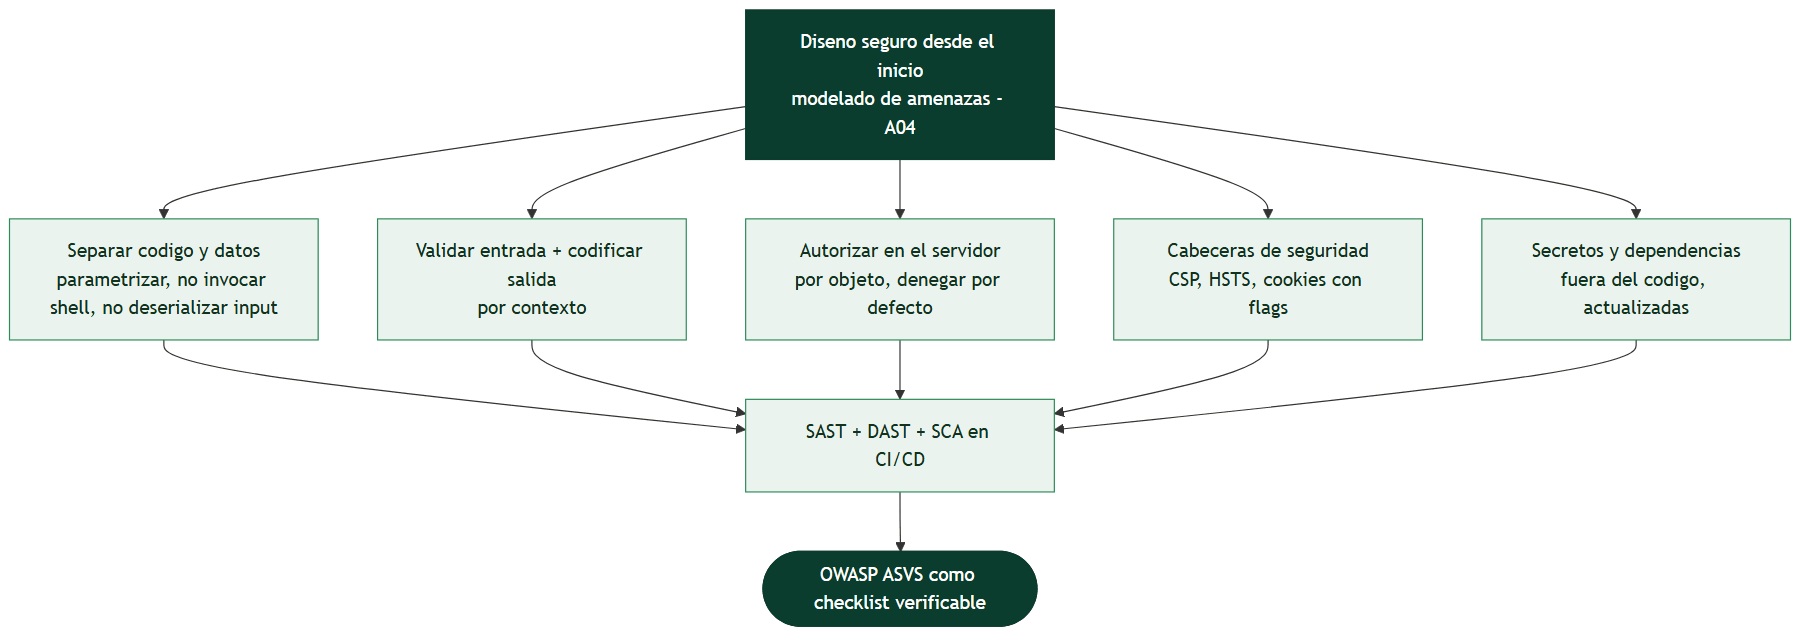 Diseno seguro desde el
inicio
modelado de amenazas -
A04
Separar codigo y datos
parametrizar, no invocar
shell, no deserializar input
Validar entrada + codificar
salida
por contexto
Autorizar en el servidor
por objeto, denegar por
defecto
Cabeceras de seguridad
CSP, HSTS, cookies con
flags
Secretos y dependencias
fuera del codigo,
actualizadas
SAST + DAST + SCA en
CI/CD
OWASP ASVS como
checklist verificable